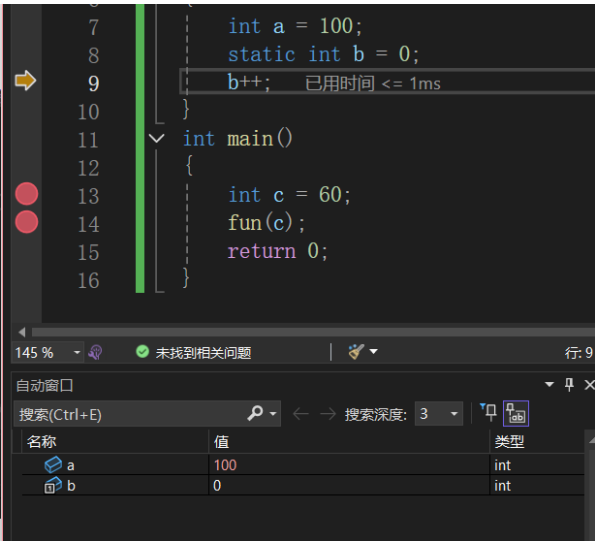 {
7 int a = 100;
8 static int b = 0;
9 b++; 已用时间 <= 1ms
10 }
11 int main()
12 {
13 int c = 60;
14 fun(c);
15 return 0;
16 }
145 % 未找到相关问题 行: 9
自动窗口
搜索(Ctrl+E) 搜索深度: 3
名称 值 类型
a 100 int
b 0 int